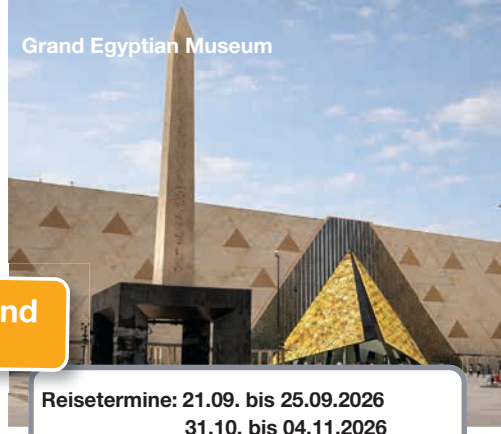 Grand Egyptian Museum
nd
Reisetermine: 21.09. bis 25.09.2026
31.10. bis 04.11.2026